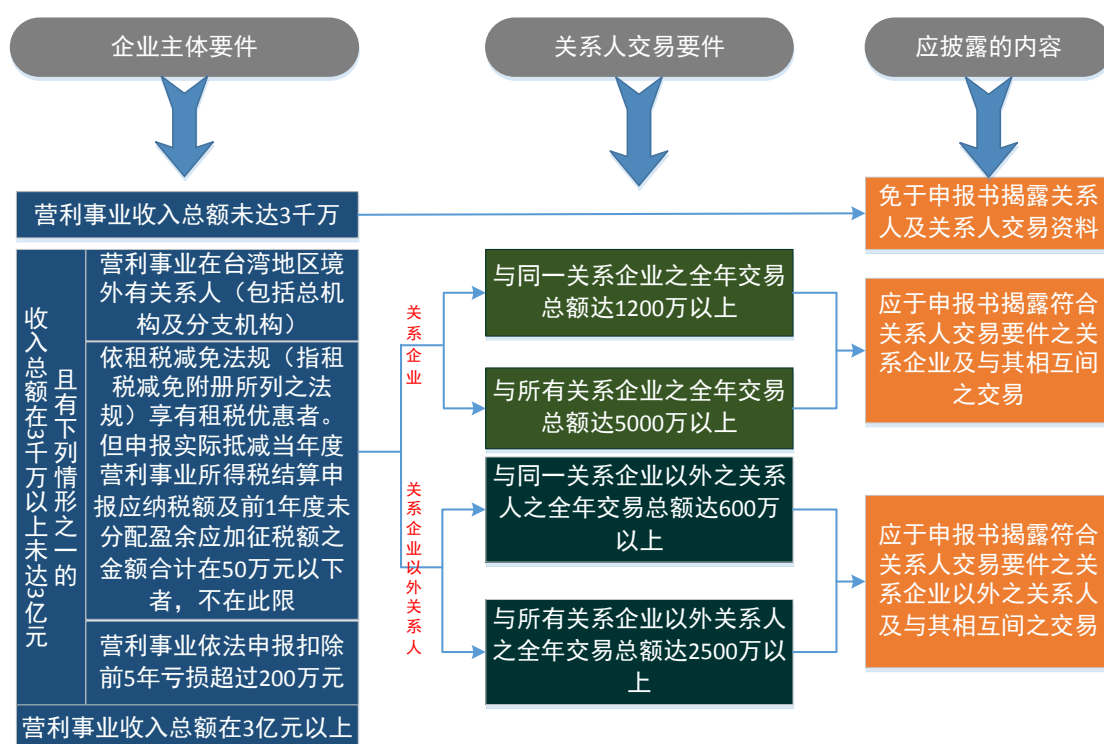 企业主体要件
关系人交易要件
应披露的内容
营利事业收入总额未达3千万
免于申报书揭露关系
人及关系人交易资料
收入总额在3千万以上未达3亿元
且有下列情形之一的
营利事业在台湾地区境
外有关系人（包括总机
构及分支机构）
依租税减免法规（指租
税减免附册所列之法
规）享有租税优惠者。
但申报实际抵减当年度
营利事业所得税结算申
报应纳税额及前1年度未
分配盈余应加征税额之
金额合计在50万元以下
者，不在此限
营利事业依法申报扣除
前5年亏损超过200万元
营利事业收入总额在3亿元以上
关系企业
关系企业以外关系人
与同一关系企业之全年交易
总额达1200万以上
与所有关系企业之全年交易
总额达5000万以上
与同一关系企业以外之关系
人之全年交易总额达600万
以上
与所有关系企业以外关系人
之全年交易总额达2500万以
上
应于申报书揭露符合
关系人交易要件之关
系企业及与其相互间
之交易
应于申报书揭露符合
关系人交易要件之关
系企业以外之关系人
及与其相互间之交易